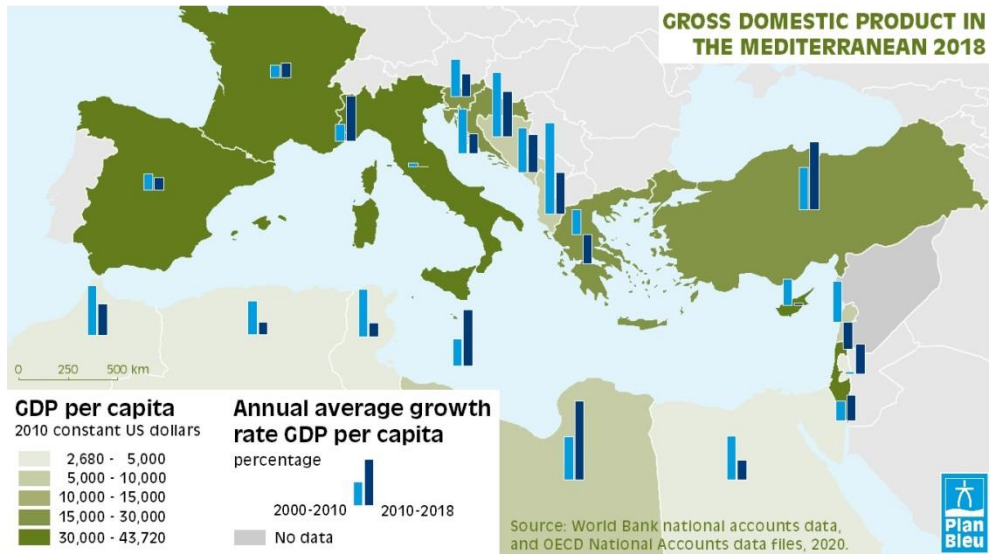 GROSS DOMESTIC PRODUCT IN
THE MEDITERRANEAN 2018
0 250 500 km
GDP per capita
2010 constant US dollars
2,680 - 5,000
5,000 - 10,000
10,000 - 15,000
15,000 - 30,000
30,000 - 43,720
Annual average growth
rate GDP per capita
percentage
2000-2010 2010-2018
No data
Source: World Bank national accounts data,
and OECD National Accounts data files, 2020.
Plan
Bleu